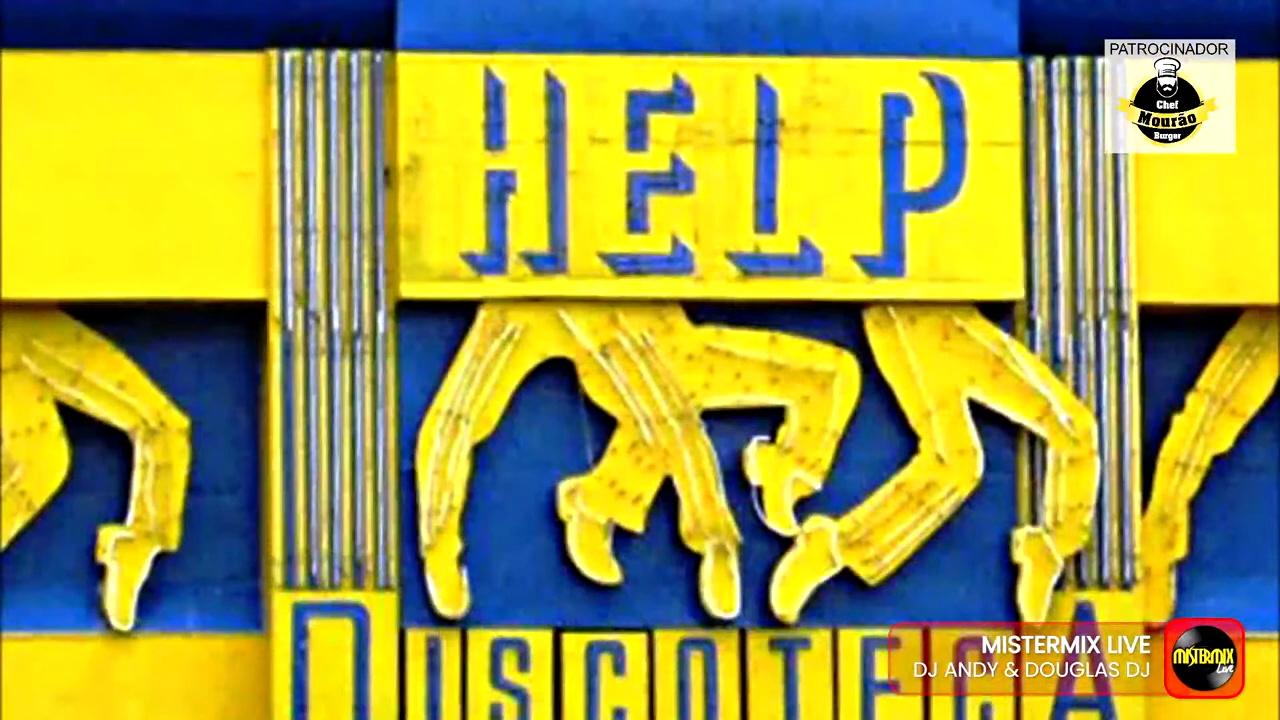 PATROCINADOR
Chef
Mourão
Burger
HELP
DISCOTECA
MISTERMIX LIVE
DJ ANDY & DOUGLAS DJ
MISTERMIX
Live